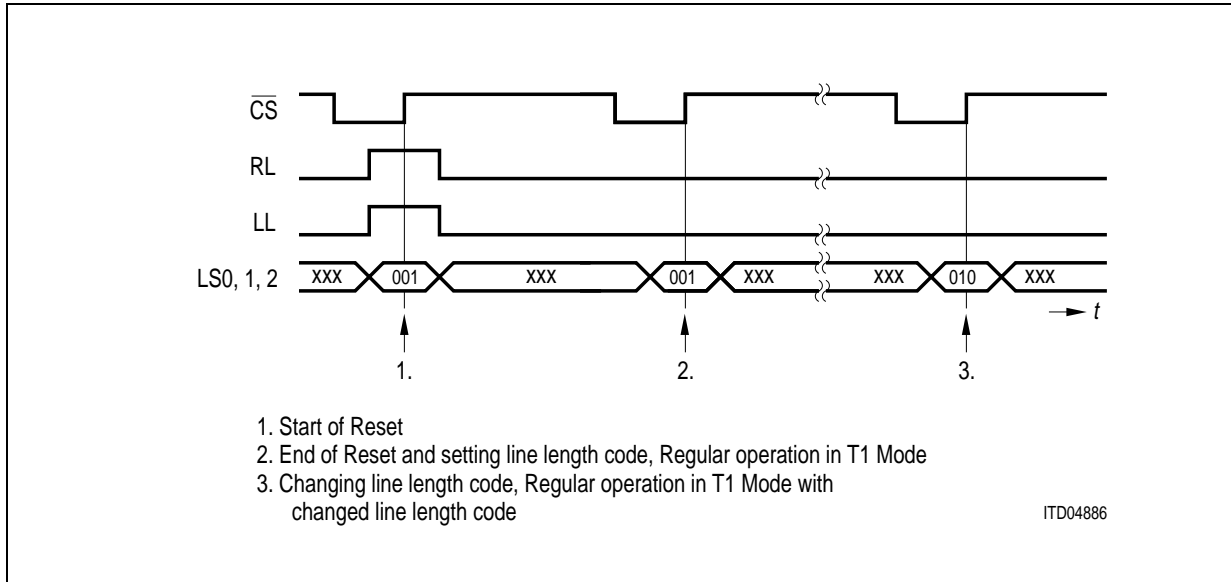 C̅S̅
RL
LL
LS0, 1, 2 XXX 001 XXX 001 XXX XXX 010 XXX
t
1. 2. 3.
1. Start of Reset
2. End of Reset and setting line length code, Regular operation in T1 Mode
3. Changing line length code, Regular operation in T1 Mode with
changed line length code
ITD04886